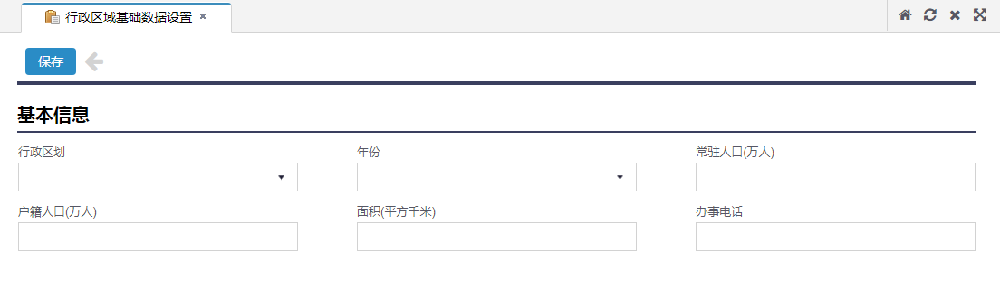 行政区域基础数据设置
保存
基本信息
行政区划 年份 常驻人口(万人)
户籍人口(万人) 面积(平方千米) 办事电话